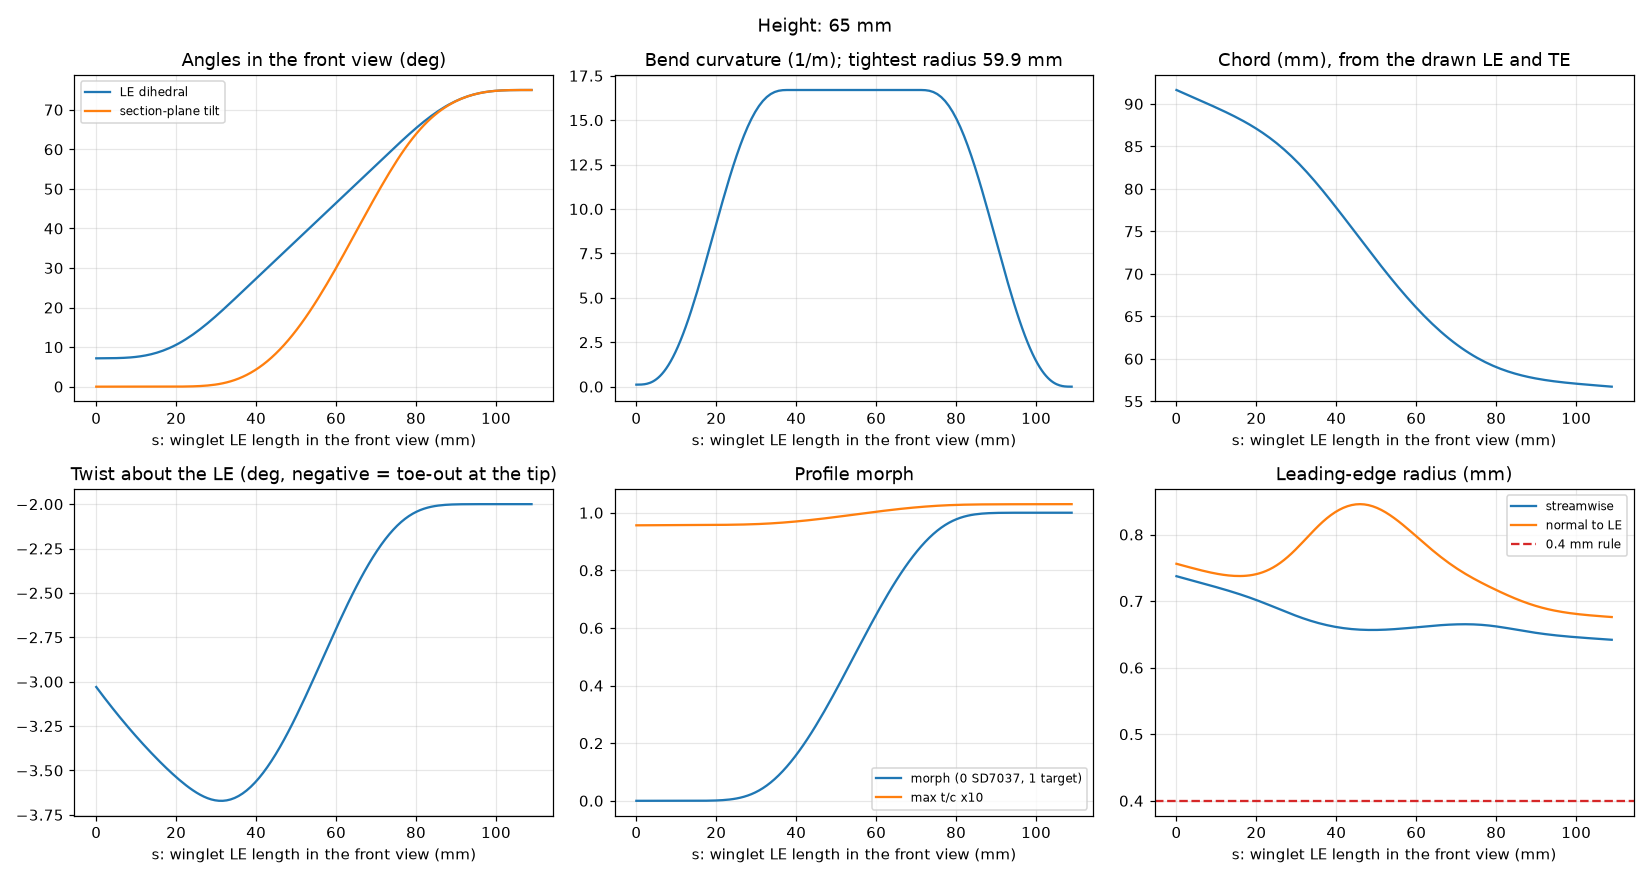 Height: 65 mm
Angles in the front view (deg)
LE dihedral
section-plane tilt
70
60
50
40
30
20
10
0
0 20 40 60 80 100
s: winglet LE length in the front view (mm)
Bend curvature (1/m); tightest radius 59.9 mm
17.5
15.0
12.5
10.0
7.5
5.0
2.5
0.0
0 20 40 60 80 100
s: winglet LE length in the front view (mm)
Chord (mm), from the drawn LE and TE
90
85
80
75
70
65
60
55
0 20 40 60 80 100
s: winglet LE length in the front view (mm)
Twist about the LE (deg, negative = toe-out at the tip)
−2.00
−2.25
−2.50
−2.75
−3.00
−3.25
−3.50
−3.75
0 20 40 60 80 100
s: winglet LE length in the front view (mm)
Profile morph
1.0
0.8
0.6
0.4
0.2
0.0
morph (0 SD7037, 1 target)
max t/c x10
0 20 40 60 80 100
s: winglet LE length in the front view (mm)
Leading-edge radius (mm)
streamwise
normal to LE
0.4 mm rule
0.8
0.7
0.6
0.5
0.4
0 20 40 60 80 100
s: winglet LE length in the front view (mm)